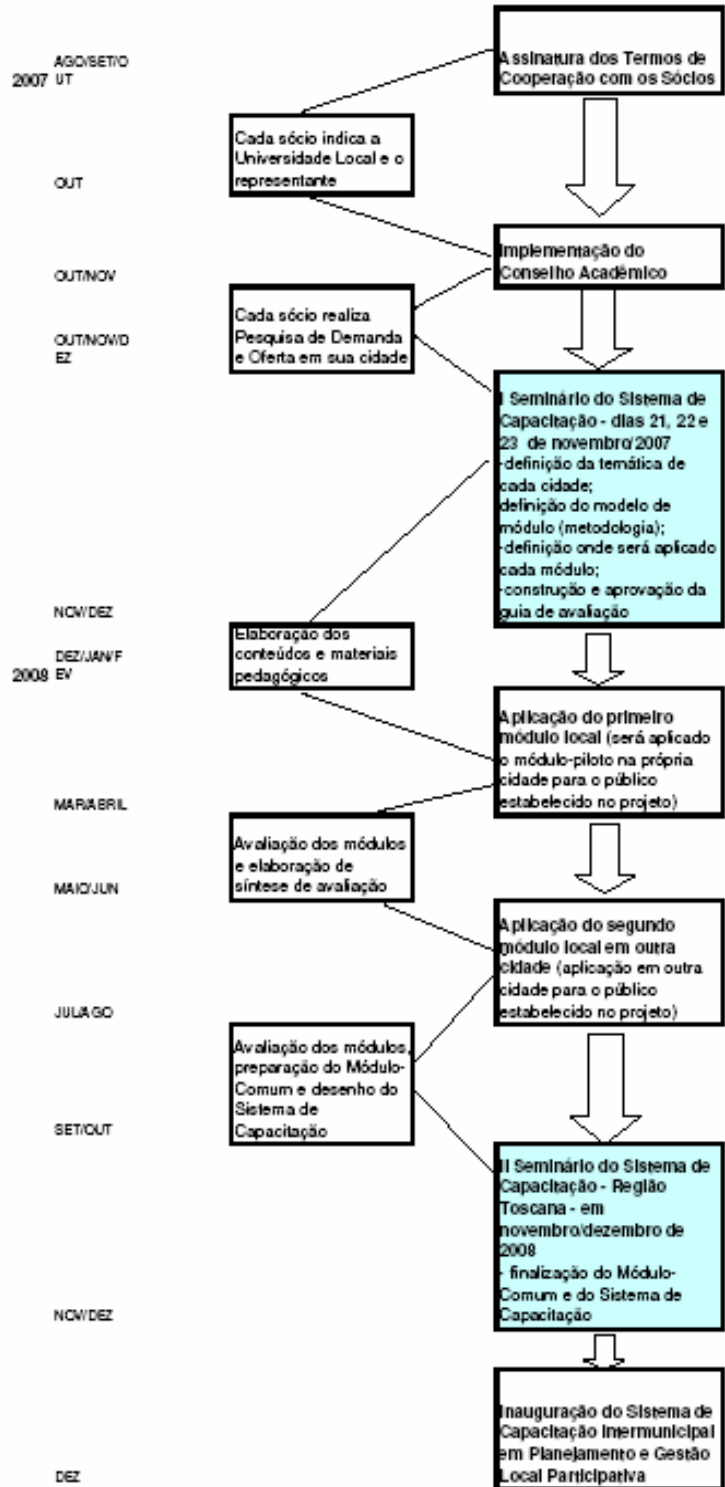 Assinatura dos Termos de
Cooperação com os Sócios
AGO/SET/O
UT
2007
Cada sócio indica a
Universidade Local e o
representante
OUT
Implementação do
Conselho Acadêmico
OUT/NOV
Cada sócio realiza
Pesquisa de Demanda
e Oferta em sua cidade
OUT/NOV/D
EZ
I Seminário do Sistema de
Capacitação - dias 21, 22 e
23 de novembro/2007
-definição da temática de
cada cidade;
definição do modelo de
módulo (metodologia);
-definição onde será aplicado
cada módulo;
-construção e aprovação da
guia de avaliação
NOV/DEZ
Elaboração dos
conteúdos e materiais
pedagógicos
DEZ/JAN/F
EV
2008
Aplicação do primeiro
módulo local (será aplicado
o módulo-piloto na própria
cidade para o público
estabelecido no projeto)
MAR/ABRIL
Avaliação dos módulos
e elaboração de
síntese de avaliação
MAIO/JUN
Aplicação do segundo
módulo local em outra
cidade (aplicação em outra
cidade para o público
estabelecido no projeto)
JUL/AGO
Avaliação dos módulos,
preparação do Módulo-
Comum e desenho do
Sistema de
Capacitação
SET/OUT
II Seminário do Sistema de
Capacitação - Região
Toscana - em
novembro/dezembro de
2008
- finalização do Módulo-
Comum e do Sistema de
Capacitação
NOV/DEZ
Inauguração do Sistema de
Capacitação Intermunicipal
em Planejamento e Gestão
Local Participativa
DEZ